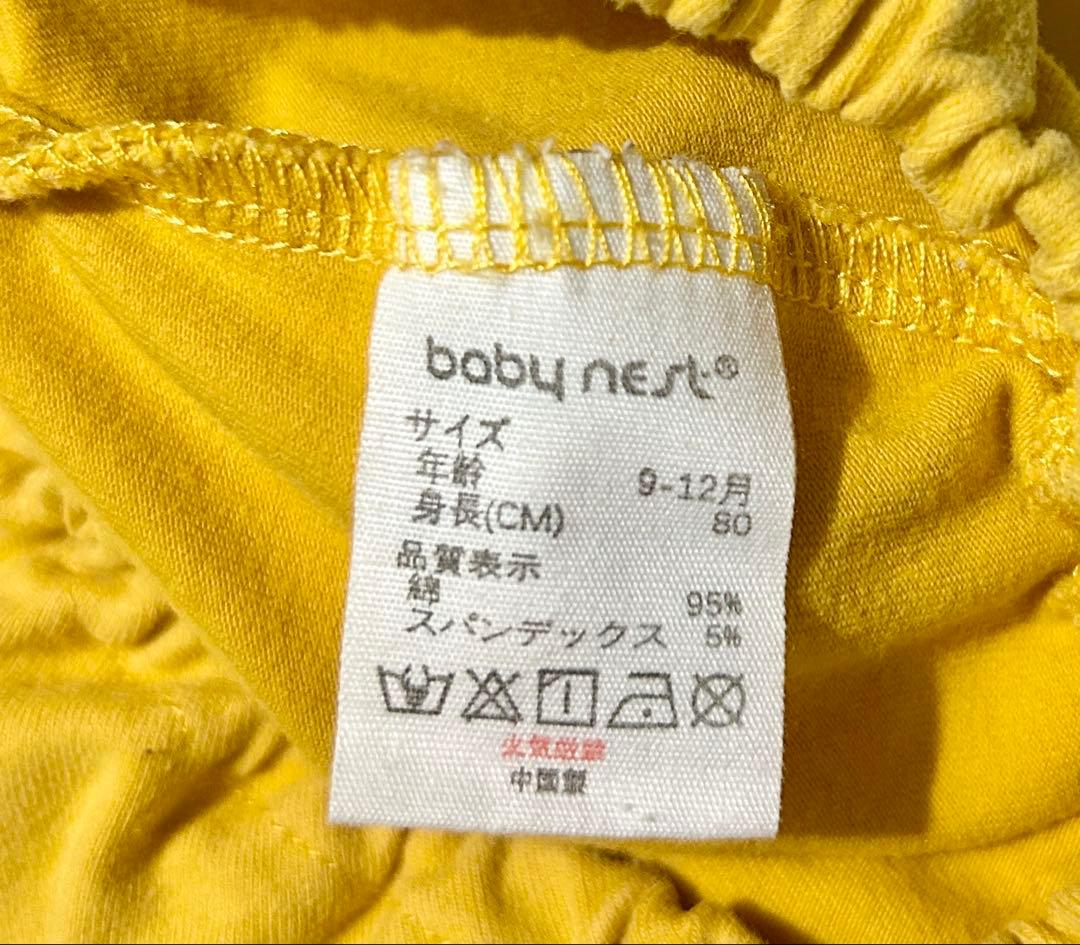 baby nest®
サイズ
年齢 9-12月
身長(CM) 80
品質表示
綿 95%
スパンデックス 5%
火気厳禁
中国製